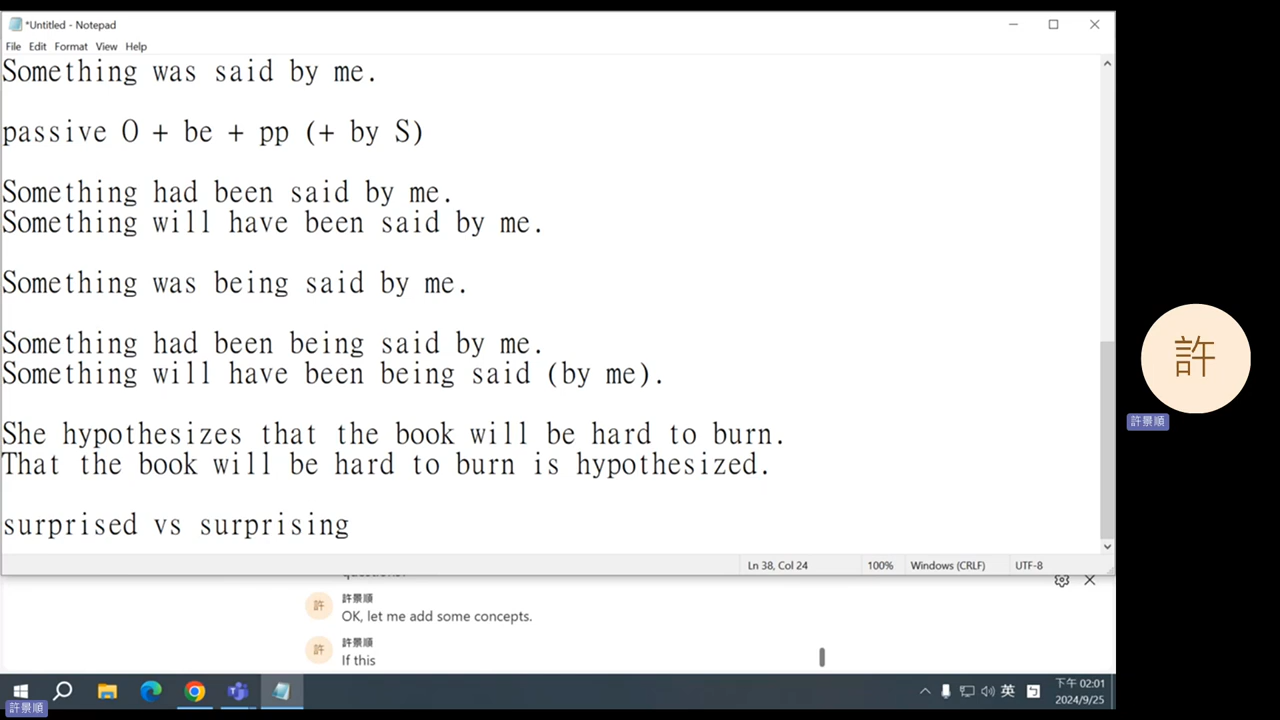 *Untitled - Notepad
File Edit Format View Help
Something was said by me.
passive O + be + pp (+ by S)
Something had been said by me.
Something will have been said by me.
Something was being said by me.
Something had been being said by me.
Something will have been being said (by me).
She hypothesizes that the book will be hard to burn.
That the book will be hard to burn is hypothesized.
surprised vs surprising
Ln 38, Col 24 100% Windows (CRLF) UTF-8
許
許景順
許 許景順
OK, let me add some concepts.
許 許景順
If this
英
下午 02:01
2024/9/25
許景順